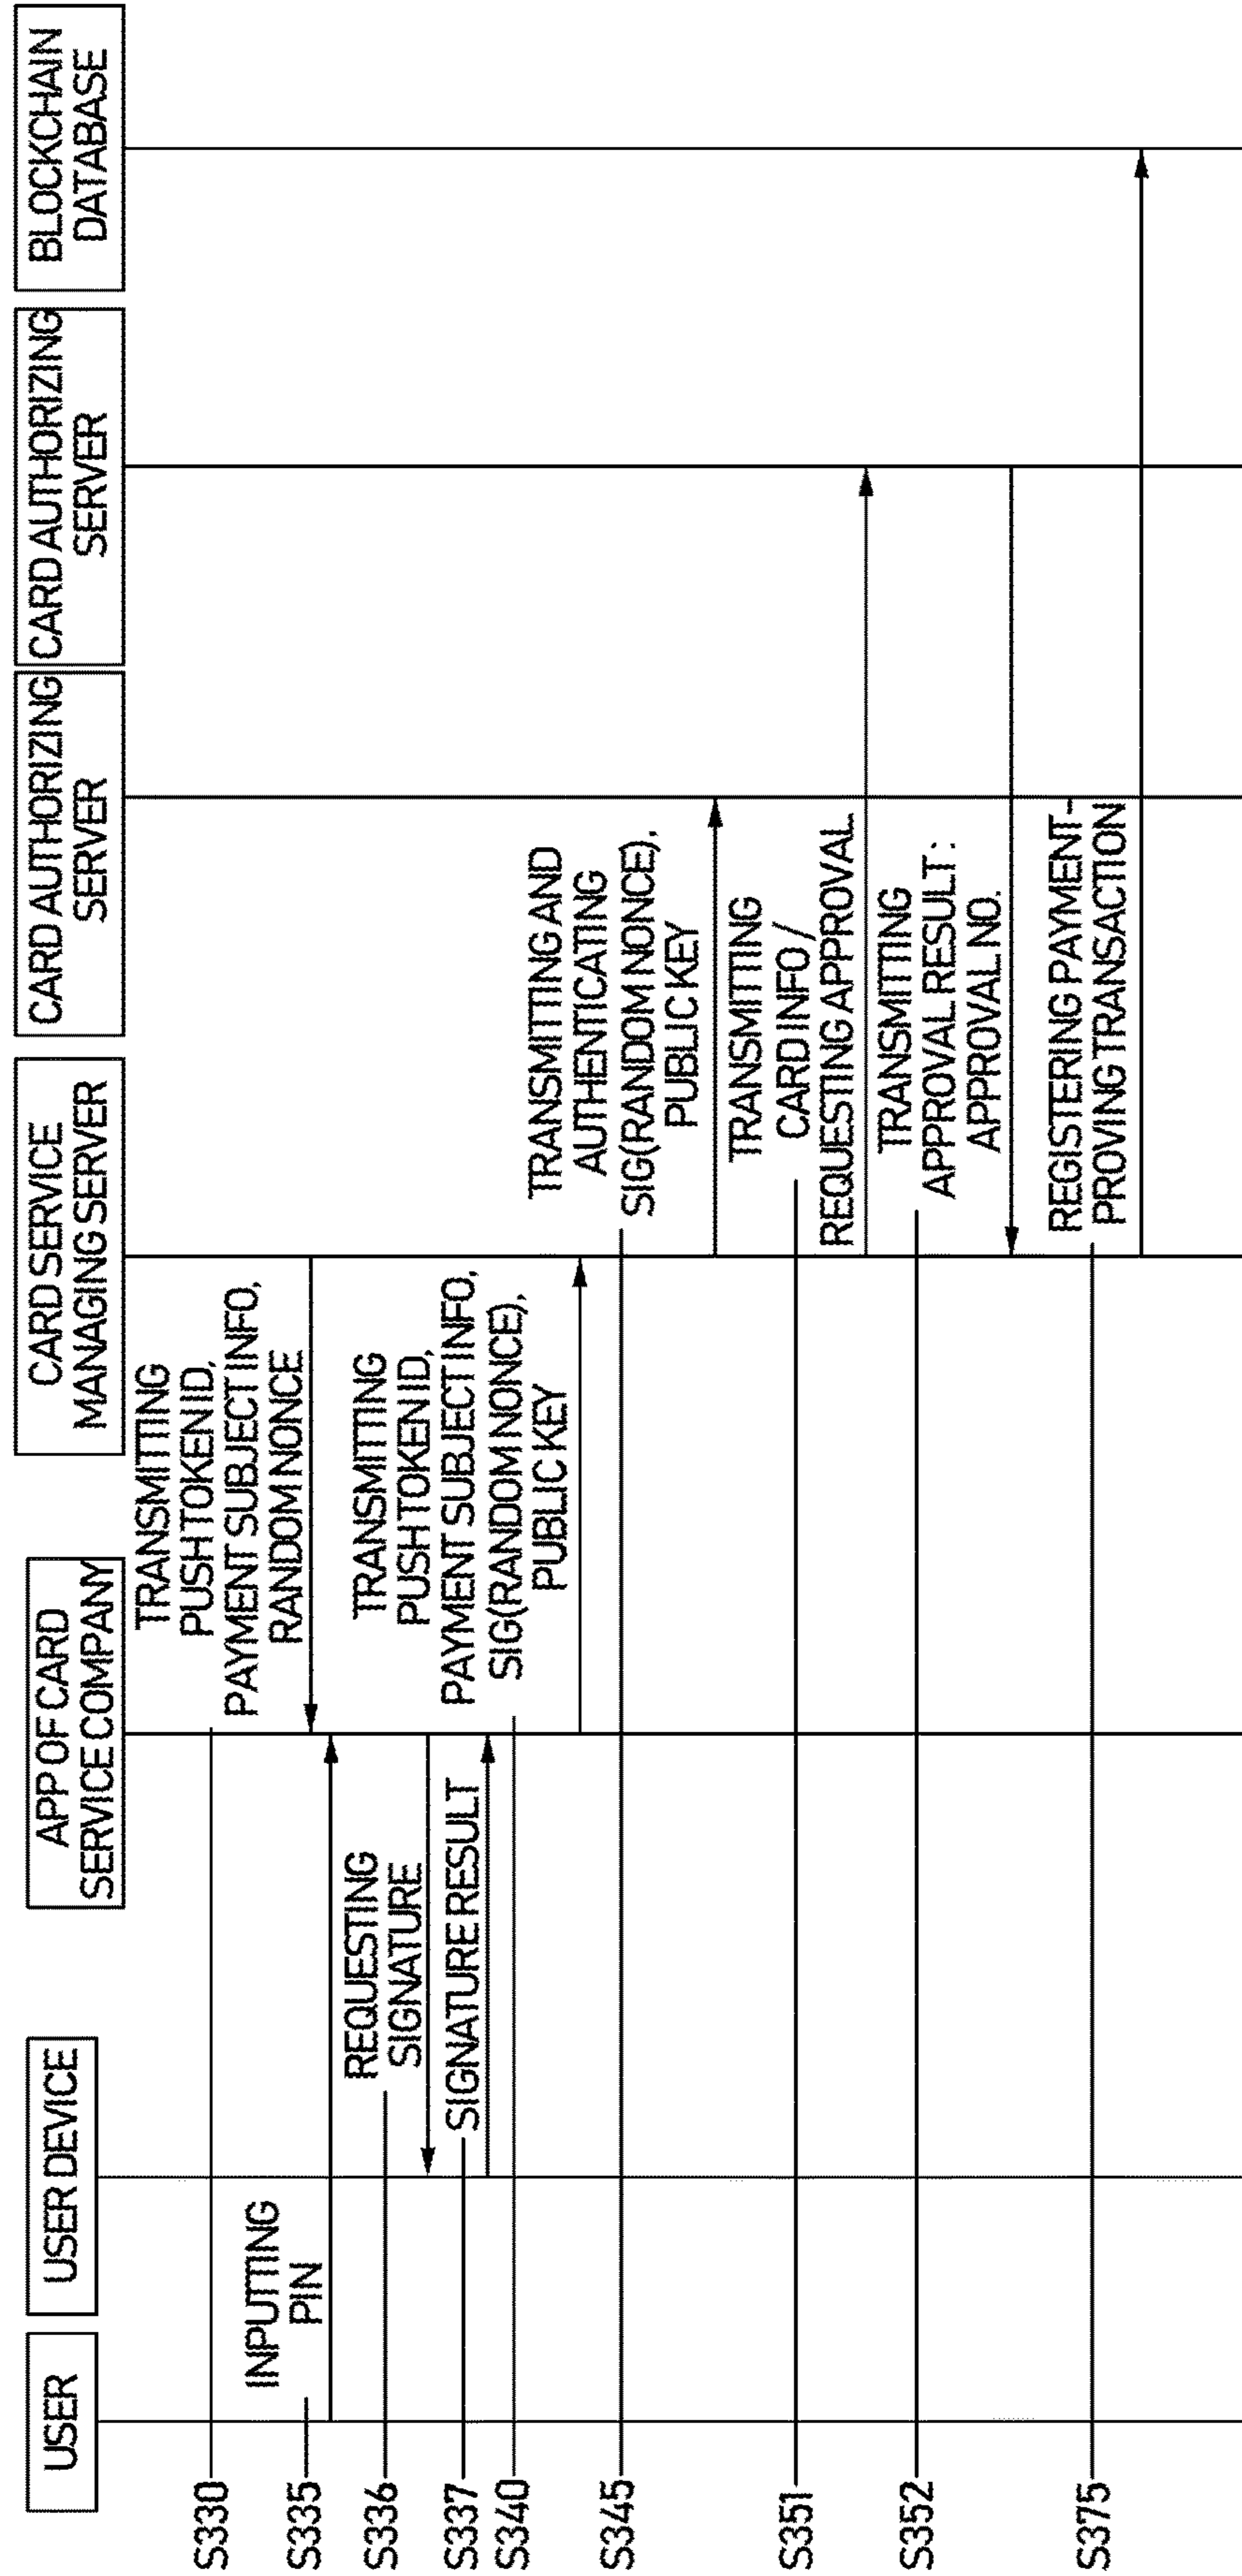 USER
USER DEVICE
APP OF CARD
SERVICE COMPANY
CARD SERVICE
MANAGING SERVER
CARD AUTHORIZING
SERVER
CARD AUTHORIZING
SERVER
BLOCKCHAIN
DATABASE
S330
TRANSMITTING
PUSH TOKEN ID,
PAYMENT SUBJECT INFO,
RANDOM NONCE
S335
INPUTTING
PIN
S336
REQUESTING
SIGNATURE
S337
SIGNATURE RESULT
S340
TRANSMITTING
PUSH TOKEN ID,
PAYMENT SUBJECT INFO,
SIG(RANDOM NONCE),
PUBLIC KEY
S345
TRANSMITTING AND
AUTHENTICATING
SIG(RANDOM NONCE),
PUBLIC KEY
S351
TRANSMITTING
CARD INFO /
REQUESTING APPROVAL
S352
TRANSMITTING
APPROVAL RESULT :
APPROVAL NO.
S375
REGISTERING PAYMENT-
PROVING TRANSACTION